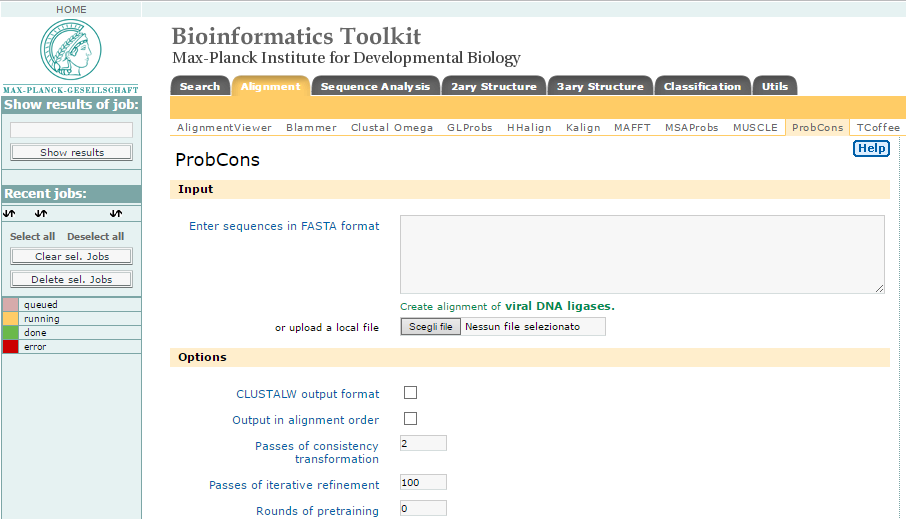 HOME
MAX-PLANCK-GESELLSCHAFT
Show results of job:
Show results
Recent jobs:
Select all Deselect all
Clear sel. Jobs
Delete sel. Jobs
queued
running
done
error
Bioinformatics Toolkit
Max-Planck Institute for Developmental Biology
Search Alignment Sequence Analysis 2ary Structure 3ary Structure Classification Utils
AlignmentViewer Blammer Clustal Omega GLProbs HHalign Kalign MAFFT MSAProbs MUSCLE ProbCons TCoffee
Help
ProbCons
Input
Enter sequences in FASTA format
Create alignment of viral DNA ligases.
or upload a local file Scegli file Nessun file selezionato
Options
CLUSTALW output format
Output in alignment order
Passes of consistency 2
transformation
Passes of iterative refinement 100
Rounds of pretraining 0